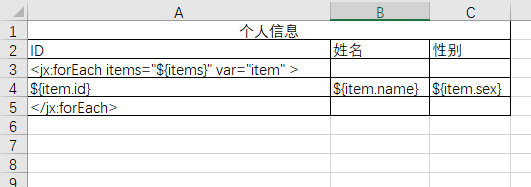 A B C
1 个人信息
2 ID 姓名 性别
3 <jx:forEach items="${items}" var="item" >
4 ${item.id} ${item.name} ${item.sex}
5 </jx:forEach>
6
7
8
9